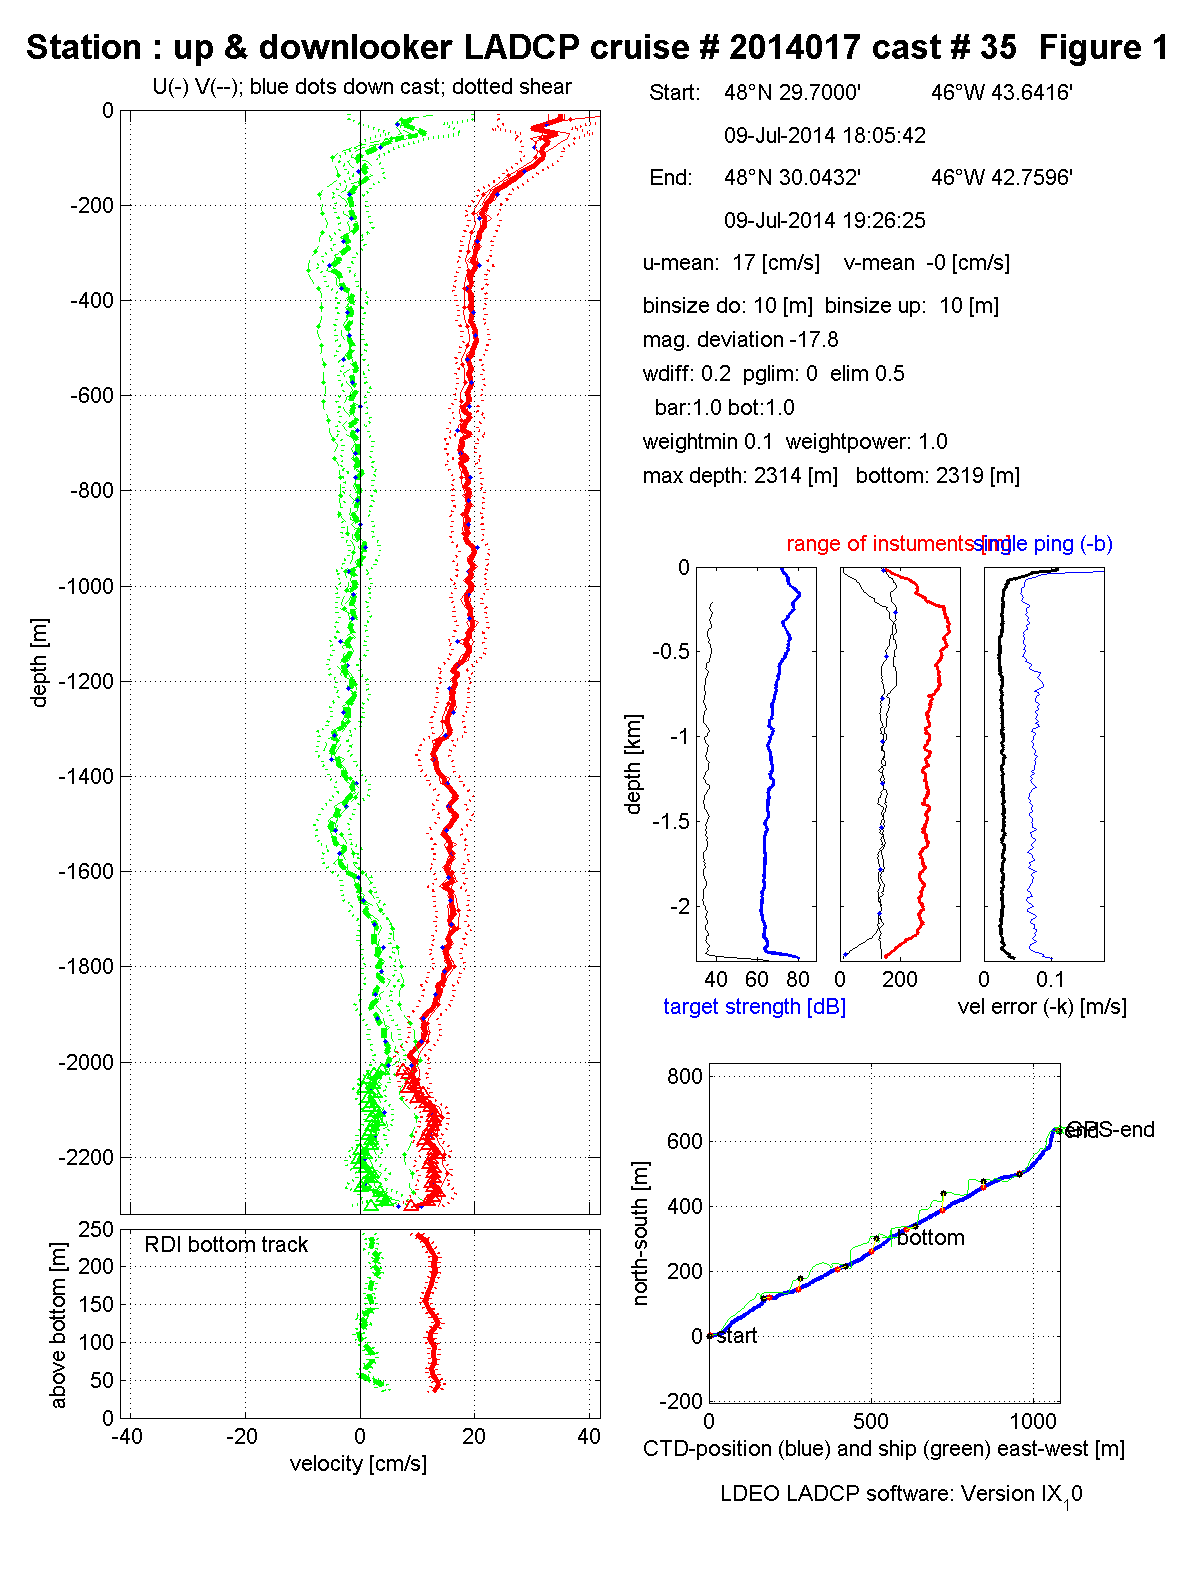 Station : up & downlooker LADCP cruise # 2014017 cast # 35  Figure 1
U(-) V(--); blue dots down cast; dotted shear
0
-200
-400
-600
-800
-1000
-1200
-1400
-1600
-1800
-2000
-2200
depth [m]
RDI bottom track
250
200
150
100
50
0
above bottom [m]
-40 -20 0 20 40
velocity [cm/s]
Start: 48°N 29.7000' 46°W 43.6416'
09-Jul-2014 18:05:42
End: 48°N 30.0432' 46°W 42.7596'
09-Jul-2014 19:26:25
u-mean: 17 [cm/s] v-mean -0 [cm/s]
binsize do: 10 [m] binsize up: 10 [m]
mag. deviation -17.8
wdiff: 0.2 pglim: 0 elim 0.5
bar:1.0 bot:1.0
weightmin 0.1 weightpower: 1.0
max depth: 2314 [m] bottom: 2319 [m]
range of instuments [m]
single ping (-b)
0
-0.5
-1
-1.5
-2
depth [km]
40 60 80
target strength [dB]
0 200
0 0.1
vel error (-k) [m/s]
800
600
400
200
0
-200
north-south [m]
start
bottom
end
GPS-end
0 500 1000
CTD-position (blue) and ship (green) east-west [m]
LDEO LADCP software: Version IX10